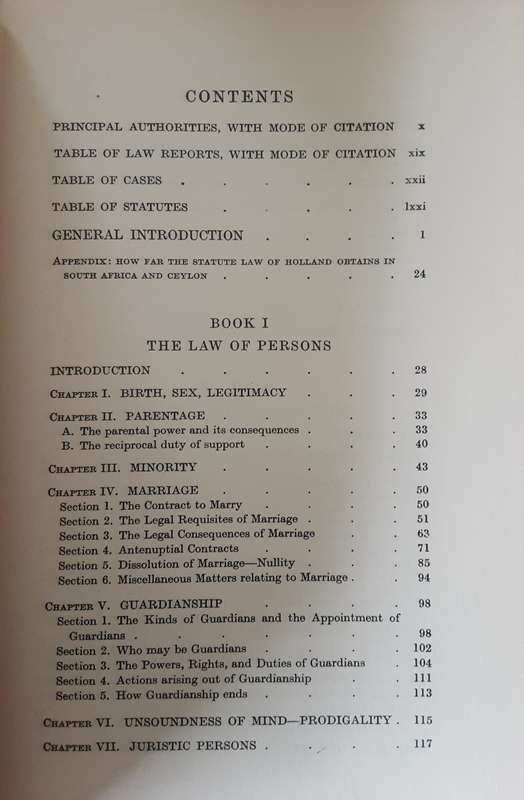 CONTENTS
PRINCIPAL AUTHORITIES, WITH MODE OF CITATION x
TABLE OF LAW REPORTS, WITH MODE OF CITATION xix
TABLE OF CASES . . . . . . xxii
TABLE OF STATUTES . . . . . lxxi
GENERAL INTRODUCTION . . . . 1
APPENDIX: HOW FAR THE STATUTE LAW OF HOLLAND OBTAINS IN
SOUTH AFRICA AND CEYLON . . . . . 24
BOOK I
THE LAW OF PERSONS
INTRODUCTION . . . . . . 28
CHAPTER I. BIRTH, SEX, LEGITIMACY . . . 29
CHAPTER II. PARENTAGE . . . . . 33
A. The parental power and its consequences . . . 33
B. The reciprocal duty of support . . . . 40
CHAPTER III. MINORITY . . . . . 43
CHAPTER IV. MARRIAGE . . . . . 50
Section 1. The Contract to Marry . . . . 50
Section 2. The Legal Requisites of Marriage . . . 51
Section 3. The Legal Consequences of Marriage . . 63
Section 4. Antenuptial Contracts . . . . 71
Section 5. Dissolution of Marriage—Nullity . . . 85
Section 6. Miscellaneous Matters relating to Marriage . . 94
CHAPTER V. GUARDIANSHIP . . . . 98
Section 1. The Kinds of Guardians and the Appointment of
Guardians . . . . . . . 98
Section 2. Who may be Guardians . . . . 102
Section 3. The Powers, Rights, and Duties of Guardians . 104
Section 4. Actions arising out of Guardianship . . 111
Section 5. How Guardianship ends . . . . 113
CHAPTER VI. UNSOUNDNESS OF MIND—PRODIGALITY . 115
CHAPTER VII. JURISTIC PERSONS . . . . 117